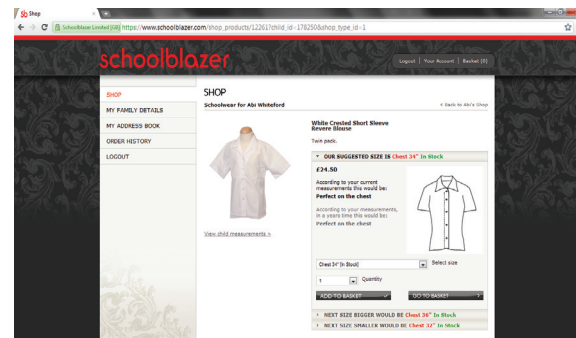 Sb Shop
Schoolblazer Limited [GB] https://www.schoolblazer.com/shop_products/12261?child_id=178250&shop_type_id=1
schoolblazer
Logout | Your Account | Basket (0)
SHOP
MY FAMILY DETAILS
MY ADDRESS BOOK
ORDER HISTORY
LOGOUT
SHOP
Schoolwear for Abi Whiteford
< Back to Abi's Shop
White Crested Short Sleeve
Revere Blouse
Twin pack.
OUR SUGGESTED SIZE IS Chest 34" In Stock
£24.50
According to your current
measurements this would be:
Perfect on the chest
According to your measurements,
in a years time this would be:
Perfect on the chest
View child measurements >
Chest 34" (In Stock)
Select size
1
Quantity
ADD TO BASKET
GO TO BASKET
NEXT SIZE BIGGER WOULD BE Chest 36" In Stock
NEXT SIZE SMALLER WOULD BE Chest 32" In Stock